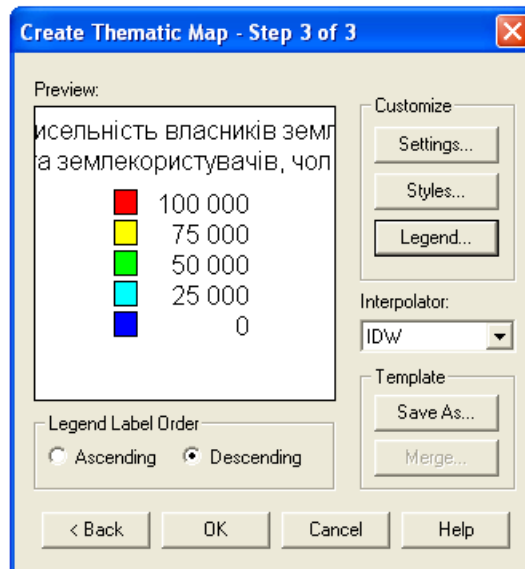 Create Thematic Map - Step 3 of 3
Preview:
исельність власників земл
та землекористувачів, чол
100 000
75 000
50 000
25 000
0
Legend Label Order
Ascending
Descending
Customize
Settings...
Styles...
Legend...
Interpolator:
IDW
Template
Save As...
Merge...
< Back
OK
Cancel
Help